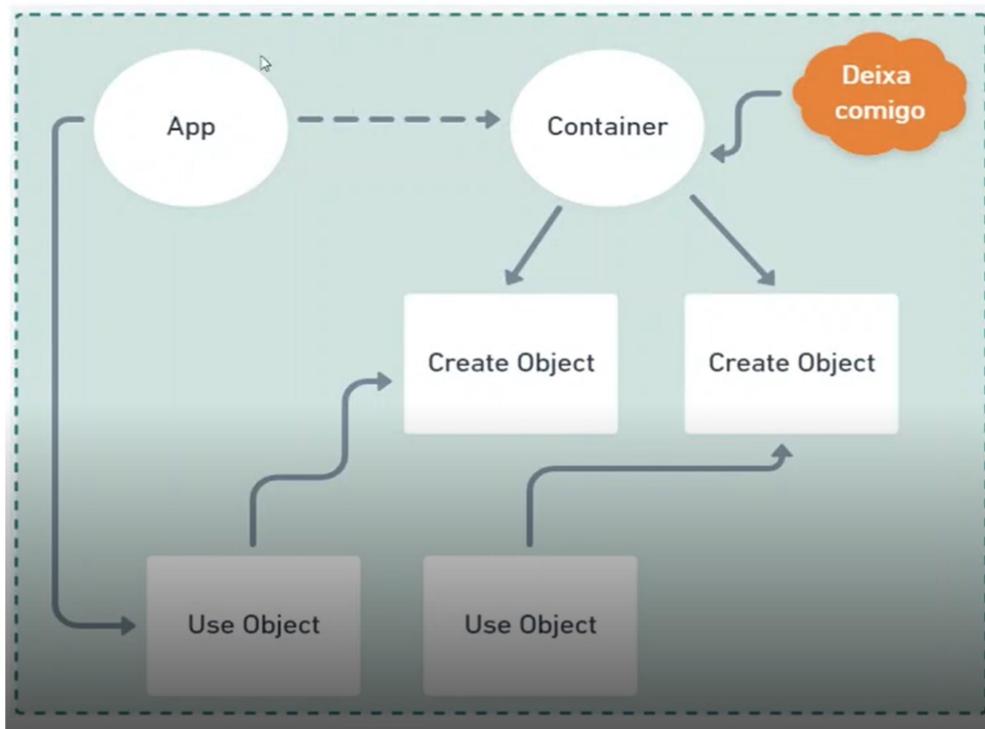 App
Container
Deixa
comigo
Create Object
Create Object
Use Object
Use Object